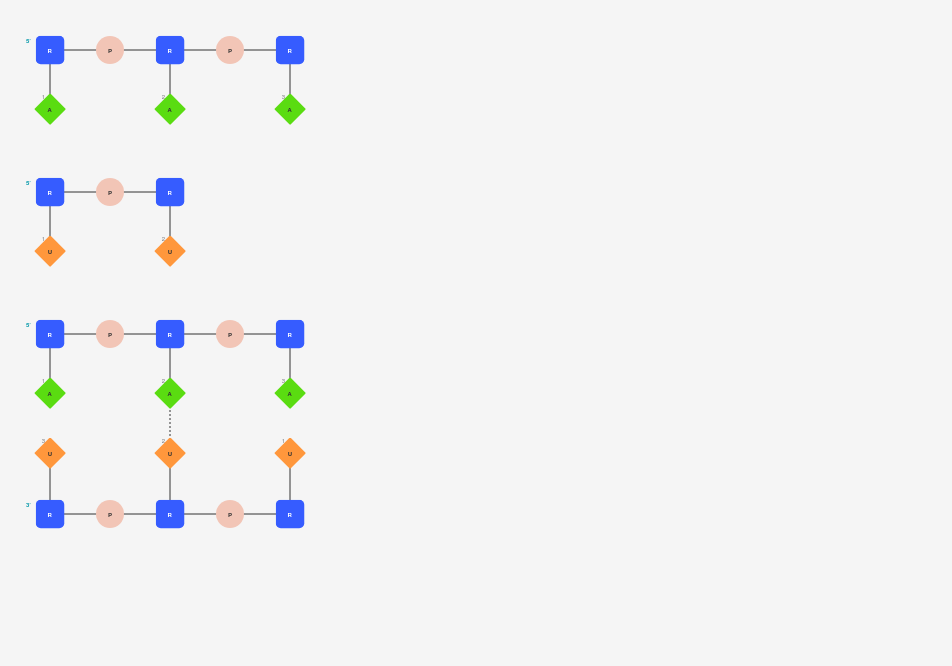 5'
R P R P R
1 2 3
A A A
5'
R P R
1 2
U U
5'
R P R P R
1 2 3
A A A
3 2 1
U U U
3'
R P R P R